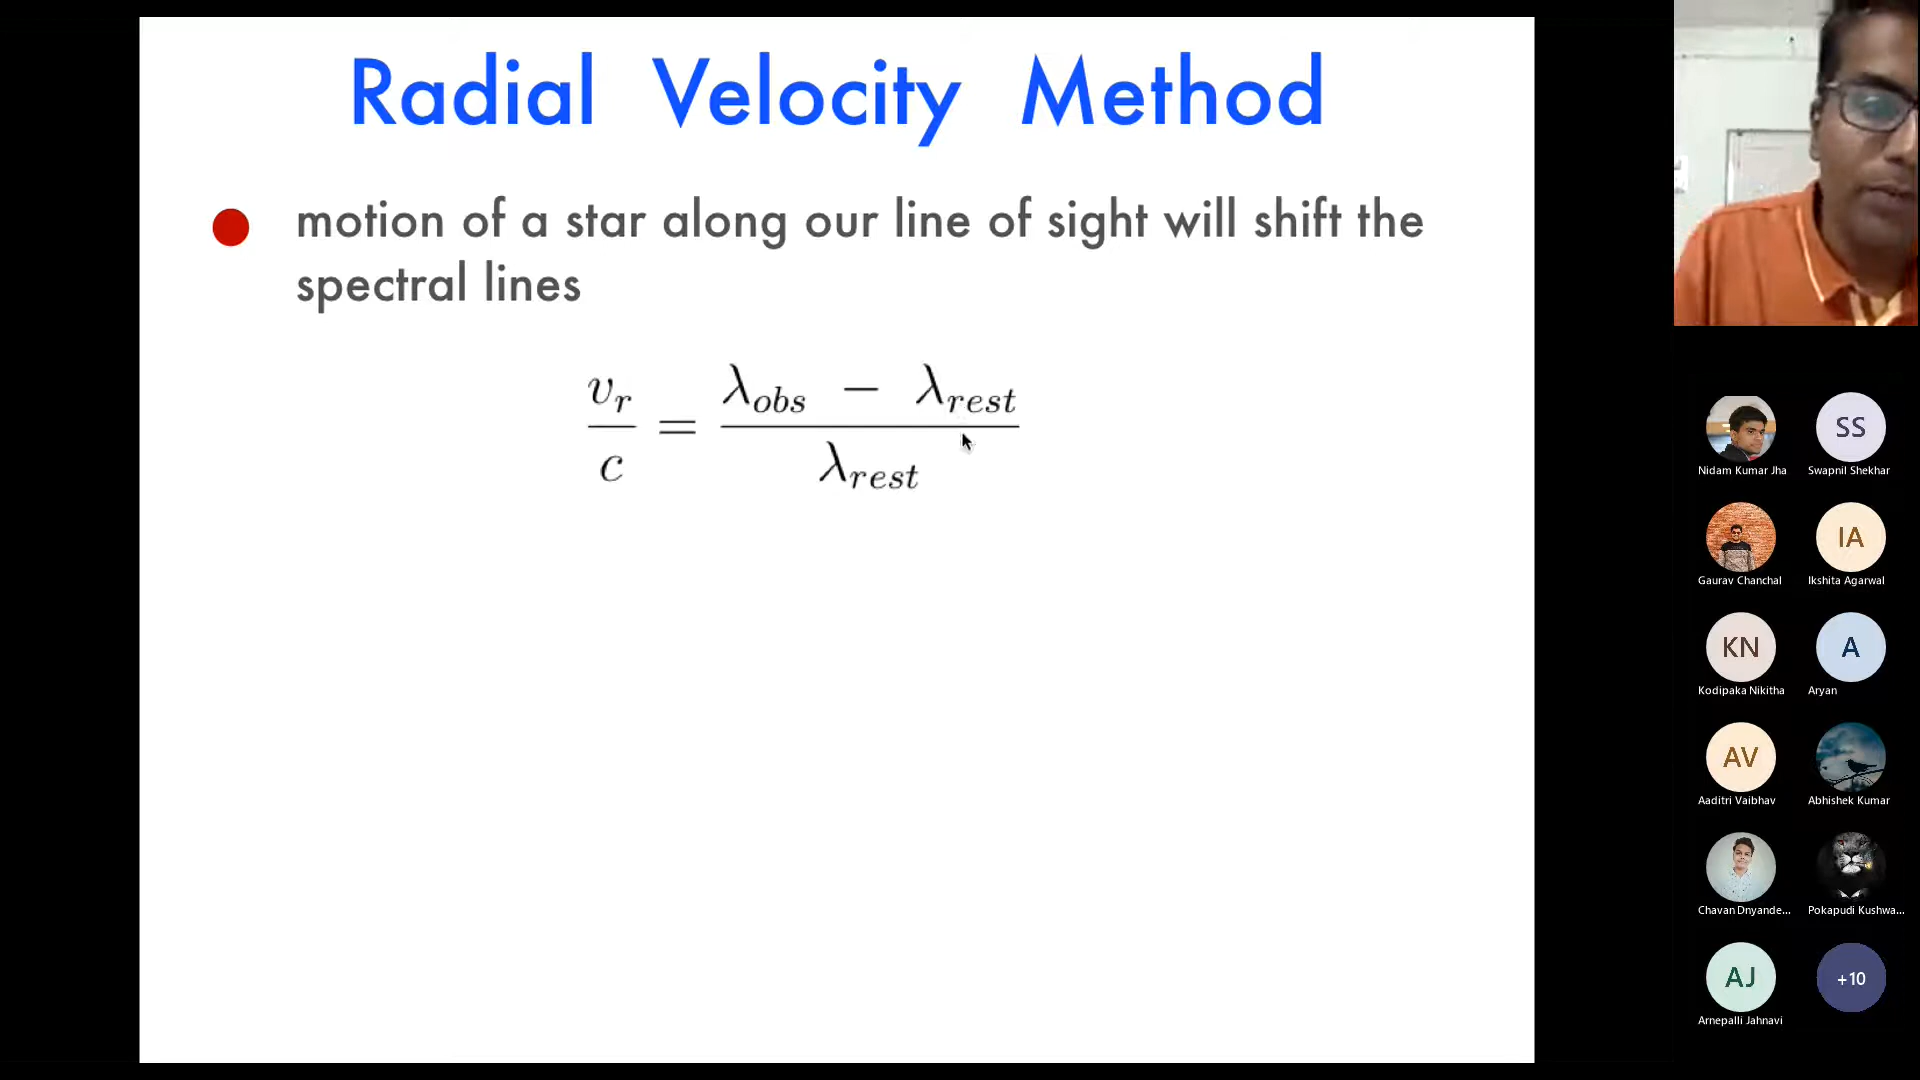 Radial Velocity Method
motion of a star along our line of sight will shift the
spectral lines
v_r / c = (λ_obs − λ_rest) / λ_rest
SS
Nidam Kumar Jha
Swapnil Shekhar
IA
Gaurav Chanchal
Ikshita Agarwal
KN
A
Kodipaka Nikitha
Aryan
AV
Aaditri Vaibhav
Abhishek Kumar
Chavan Dnyande...
Pokapudi Kushwa...
AJ
+10
Arnepalli Jahnavi